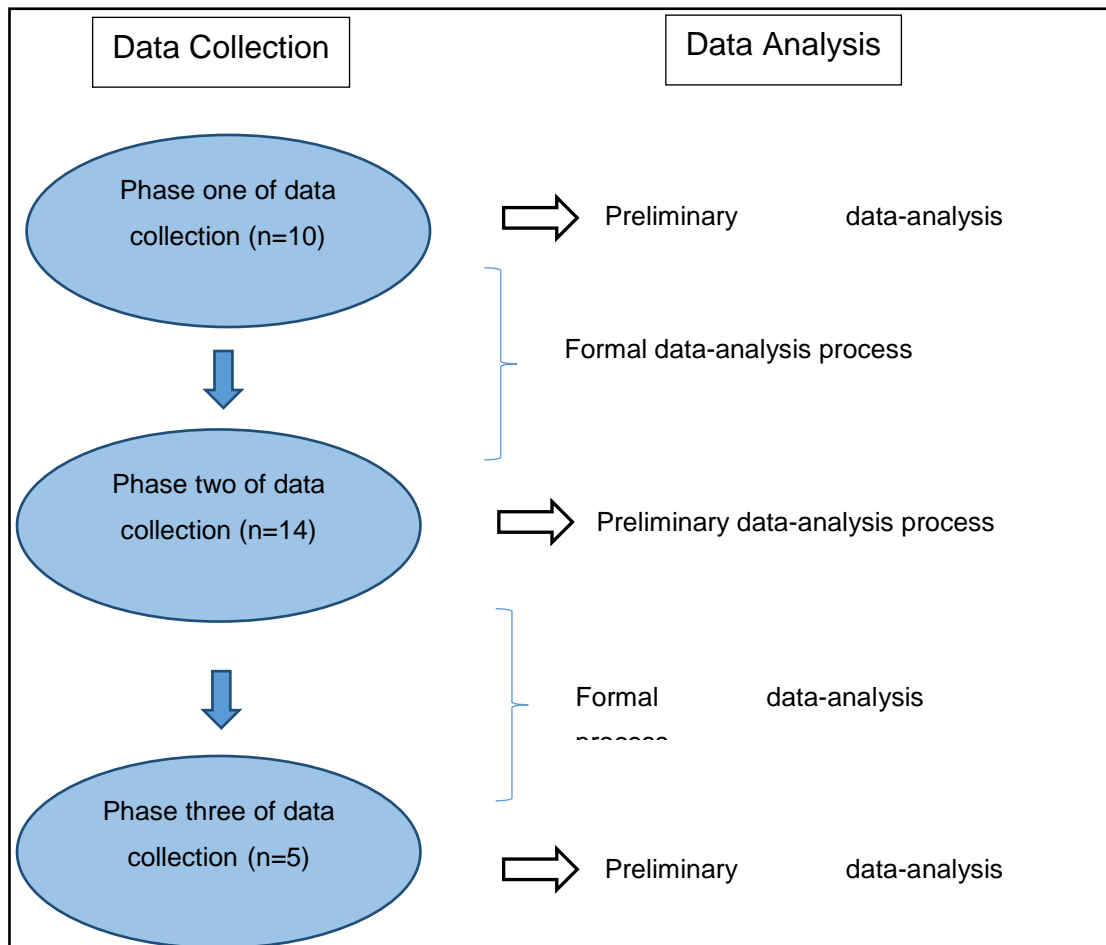 Data Collection
Data Analysis
Phase one of data
collection (n=10)
Preliminary data-analysis
Formal data-analysis process
Phase two of data
collection (n=14)
Preliminary data-analysis process
Formal data-analysis
process
Phase three of data
collection (n=5)
Preliminary data-analysis